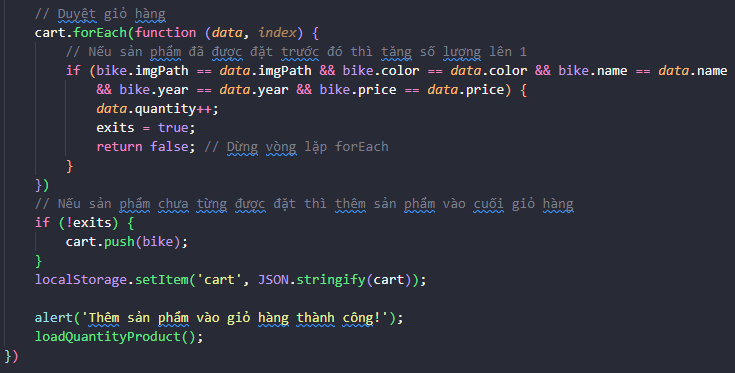 // Duyệt giỏ hàng
cart.forEach(function (data, index) {
// Nếu sản phẩm đã được đặt trước đó thì tăng số lượng lên 1
if (bike.imgPath == data.imgPath && bike.color == data.color && bike.name == data.name
&& bike.year == data.year && bike.price == data.price) {
data.quantity++;
exits = true;
return false; // Dừng vòng lặp forEach
}
})
// Nếu sản phẩm chưa từng được đặt thì thêm sản phẩm vào cuối giỏ hàng
if (!exits) {
cart.push(bike);
}
localStorage.setItem('cart', JSON.stringify(cart));
alert('Thêm sản phẩm vào giỏ hàng thành công!');
loadQuantityProduct();
})